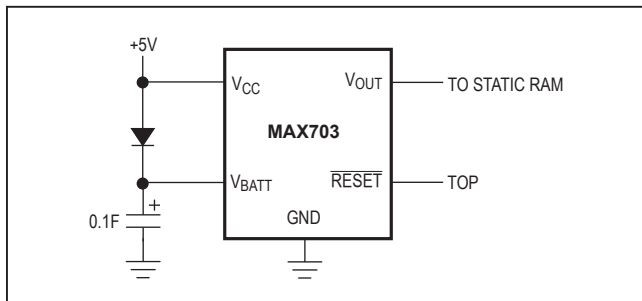 +5V
VCC
VOUT
TO STATIC RAM
MAX703
VBATT
RESET
TOP
+
0.1F
GND